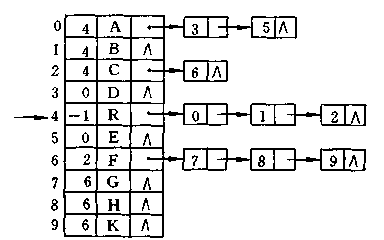 0 4 A 3 5 Λ
1 4 B Λ
2 4 C 6 Λ
3 0 D Λ
4 -1 R 0 1 2 Λ
5 0 E Λ
6 2 F 7 8 9 Λ
7 6 G Λ
8 6 H Λ
9 6 K Λ